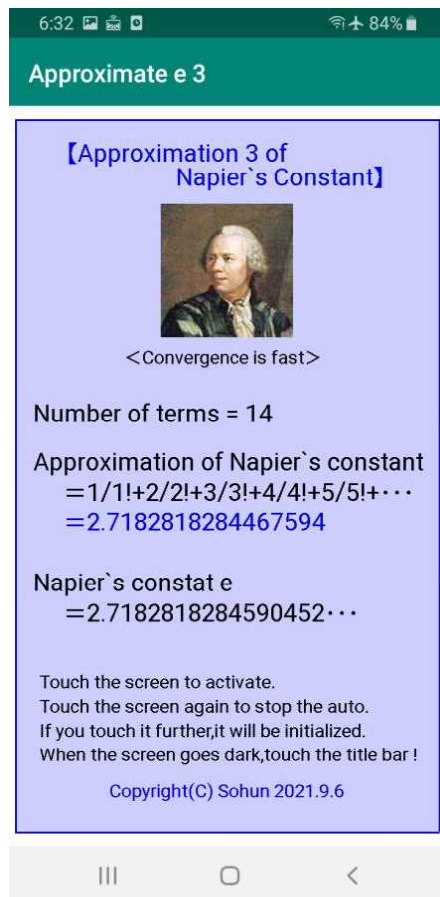 6:32 84%
Approximate e 3
【Approximation 3 of
Napier`s Constant】
＜Convergence is fast＞
Number of terms = 14
Approximation of Napier`s constant
＝1/1!+2/2!+3/3!+4/4!+5/5!+･･･
＝2.7182818284467594
Napier`s constat e
＝2.7182818284590452･･･
Touch the screen to activate.
Touch the screen again to stop the auto.
If you touch it further,it will be initialized.
When the screen goes dark,touch the title bar !
Copyright(C) Sohun 2021.9.6